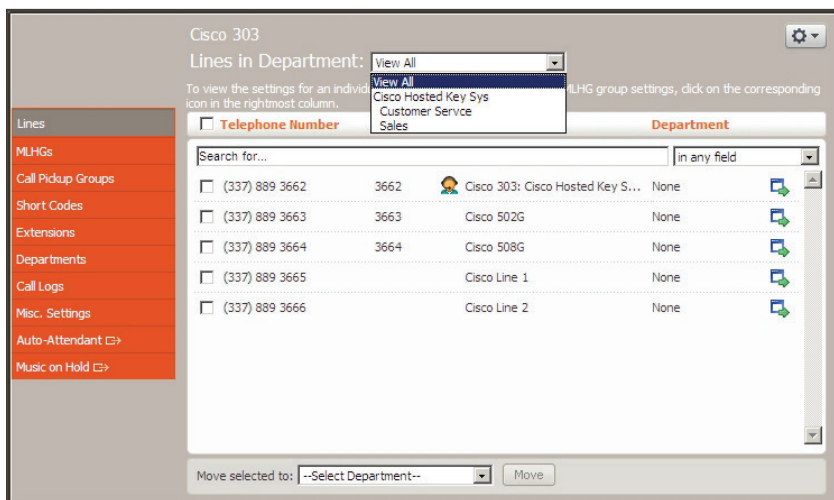 Cisco 303
Lines in Department: View All
View All
Cisco Hosted Key Sys
Customer Servce
Sales
To view the settings for an individ MLHG group settings, click on the corresponding
icon in the rightmost column.
Lines
MLHGs
Call Pickup Groups
Short Codes
Extensions
Departments
Call Logs
Misc. Settings
Auto-Attendant
Music on Hold
Telephone Number Department
Search for... in any field
(337) 889 3662 3662 Cisco 303: Cisco Hosted Key S... None
(337) 889 3663 3663 Cisco 502G None
(337) 889 3664 3664 Cisco 508G None
(337) 889 3665 Cisco Line 1 None
(337) 889 3666 Cisco Line 2 None
Move selected to: --Select Department-- Move